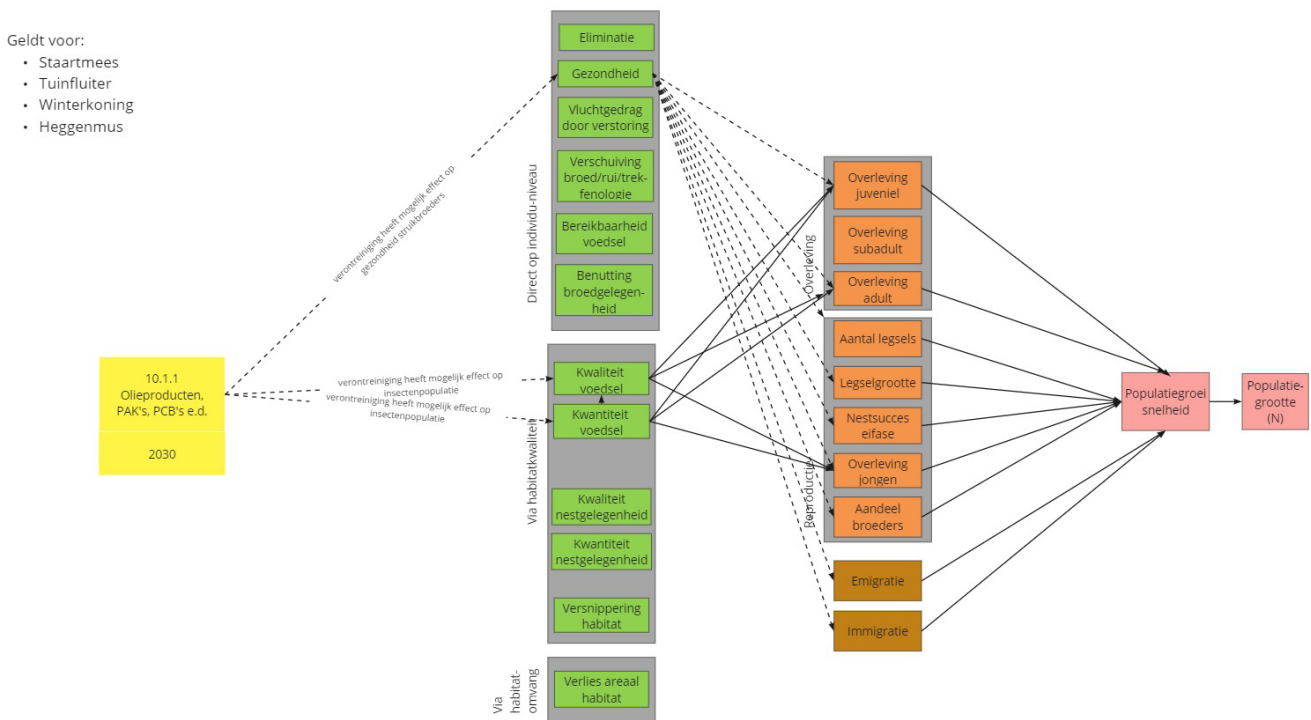 Geldt voor:
• Staartmees
• Tuinfluiter
• Winterkoning
• Heggenmus
10.1.1
Olieproducten,
PAK's, PCB's e.d.
2030
verontreiniging heeft mogelijk effect op
gezondheid struikbroeders
verontreiniging heeft mogelijk effect op
insectenpopulatie
verontreiniging heeft mogelijk effect op
insectenpopulatie
Direct op individu-niveau
Eliminatie
Gezondheid
Vluchtgedrag
door verstoring
Verschuiving
broed/rui/trek-
fenologie
Bereikbaarheid
voedsel
Benutting
broedgelegen-
heid
Via habitatkwaliteit
Kwaliteit
voedsel
Kwantiteit
voedsel
Kwaliteit
nestgelegenheid
Kwantiteit
nestgelegenheid
Versnippering
habitat
Via
habitat-
omvang
Verlies areaal
habitat
Overleving
Overleving
juveniel
Overleving
subadult
Overleving
adult
Reproductie
Aantal legsels
Legselgrootte
Nestsucces
eifase
Overleving
jongen
Aandeel
broeders
Emigratie
Immigratie
Populatiegroei
snelheid
Populatie-
grootte
(N)